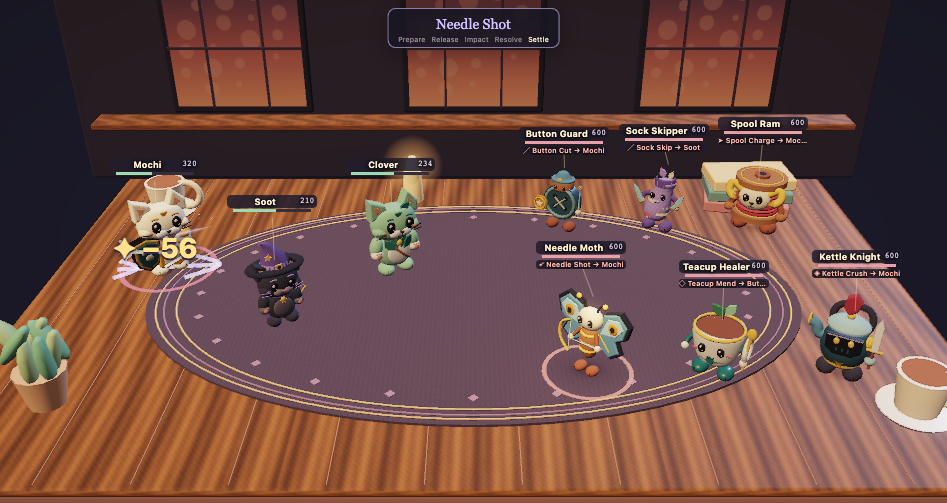 Needle Shot
Prepare Release Impact Resolve Settle
Mochi 320
Soot 210
Clover 234
Button Guard 600
Button Cut → Mochi
Sock Skipper 600
Sock Skip → Soot
Spool Ram 600
Spool Charge → Moc...
-56
Needle Moth 600
Needle Shot → Mochi
Teacup Healer 600
Teacup Mend → But...
Kettle Knight 600
Kettle Crush → Mochi